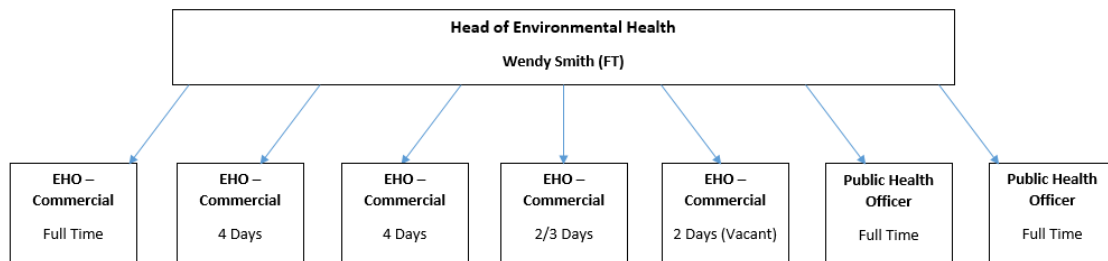 Head of Environmental Health
Wendy Smith (FT)
EHO –
Commercial
Full Time
EHO –
Commercial
4 Days
EHO –
Commercial
4 Days
EHO –
Commercial
2/3 Days
EHO –
Commercial
2 Days (Vacant)
Public Health
Officer
Full Time
Public Health
Officer
Full Time